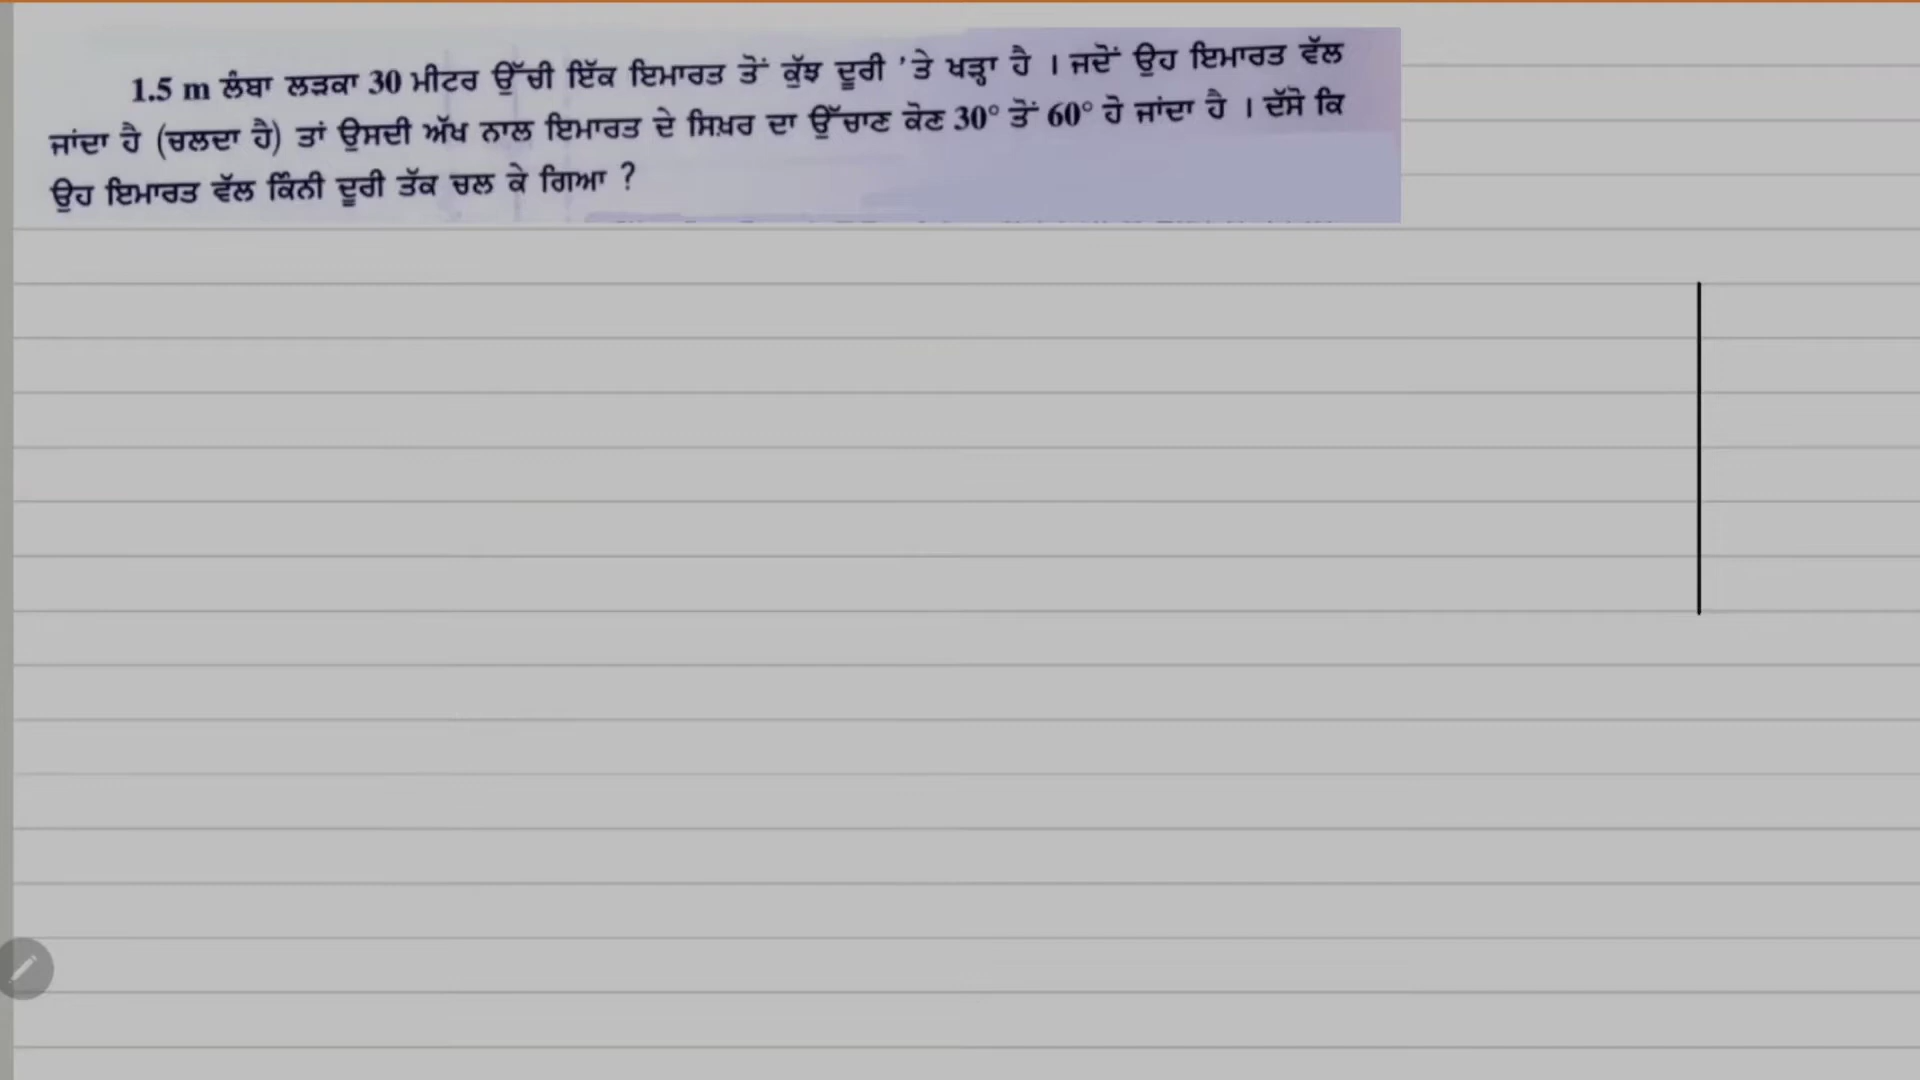 1.5 m ਲੰਬਾ ਲੜਕਾ 30 ਮੀਟਰ ਉੱਚੀ ਇੱਕ ਇਮਾਰਤ ਤੋਂ ਕੁੱਝ ਦੂਰੀ 'ਤੇ ਖੜ੍ਹਾ ਹੈ । ਜਦੋਂ ਉਹ ਇਮਾਰਤ ਵੱਲ
ਜਾਂਦਾ ਹੈ (ਚਲਦਾ ਹੈ) ਤਾਂ ਉਸਦੀ ਅੱਖ ਨਾਲ ਇਮਾਰਤ ਦੇ ਸਿਖ਼ਰ ਦਾ ਉੱਚਾਣ ਕੋਣ 30° ਤੋਂ 60° ਹੋ ਜਾਂਦਾ ਹੈ । ਦੱਸੋ ਕਿ
ਉਹ ਇਮਾਰਤ ਵੱਲ ਕਿੰਨੀ ਦੂਰੀ ਤੱਕ ਚਲ ਕੇ ਗਿਆ ?